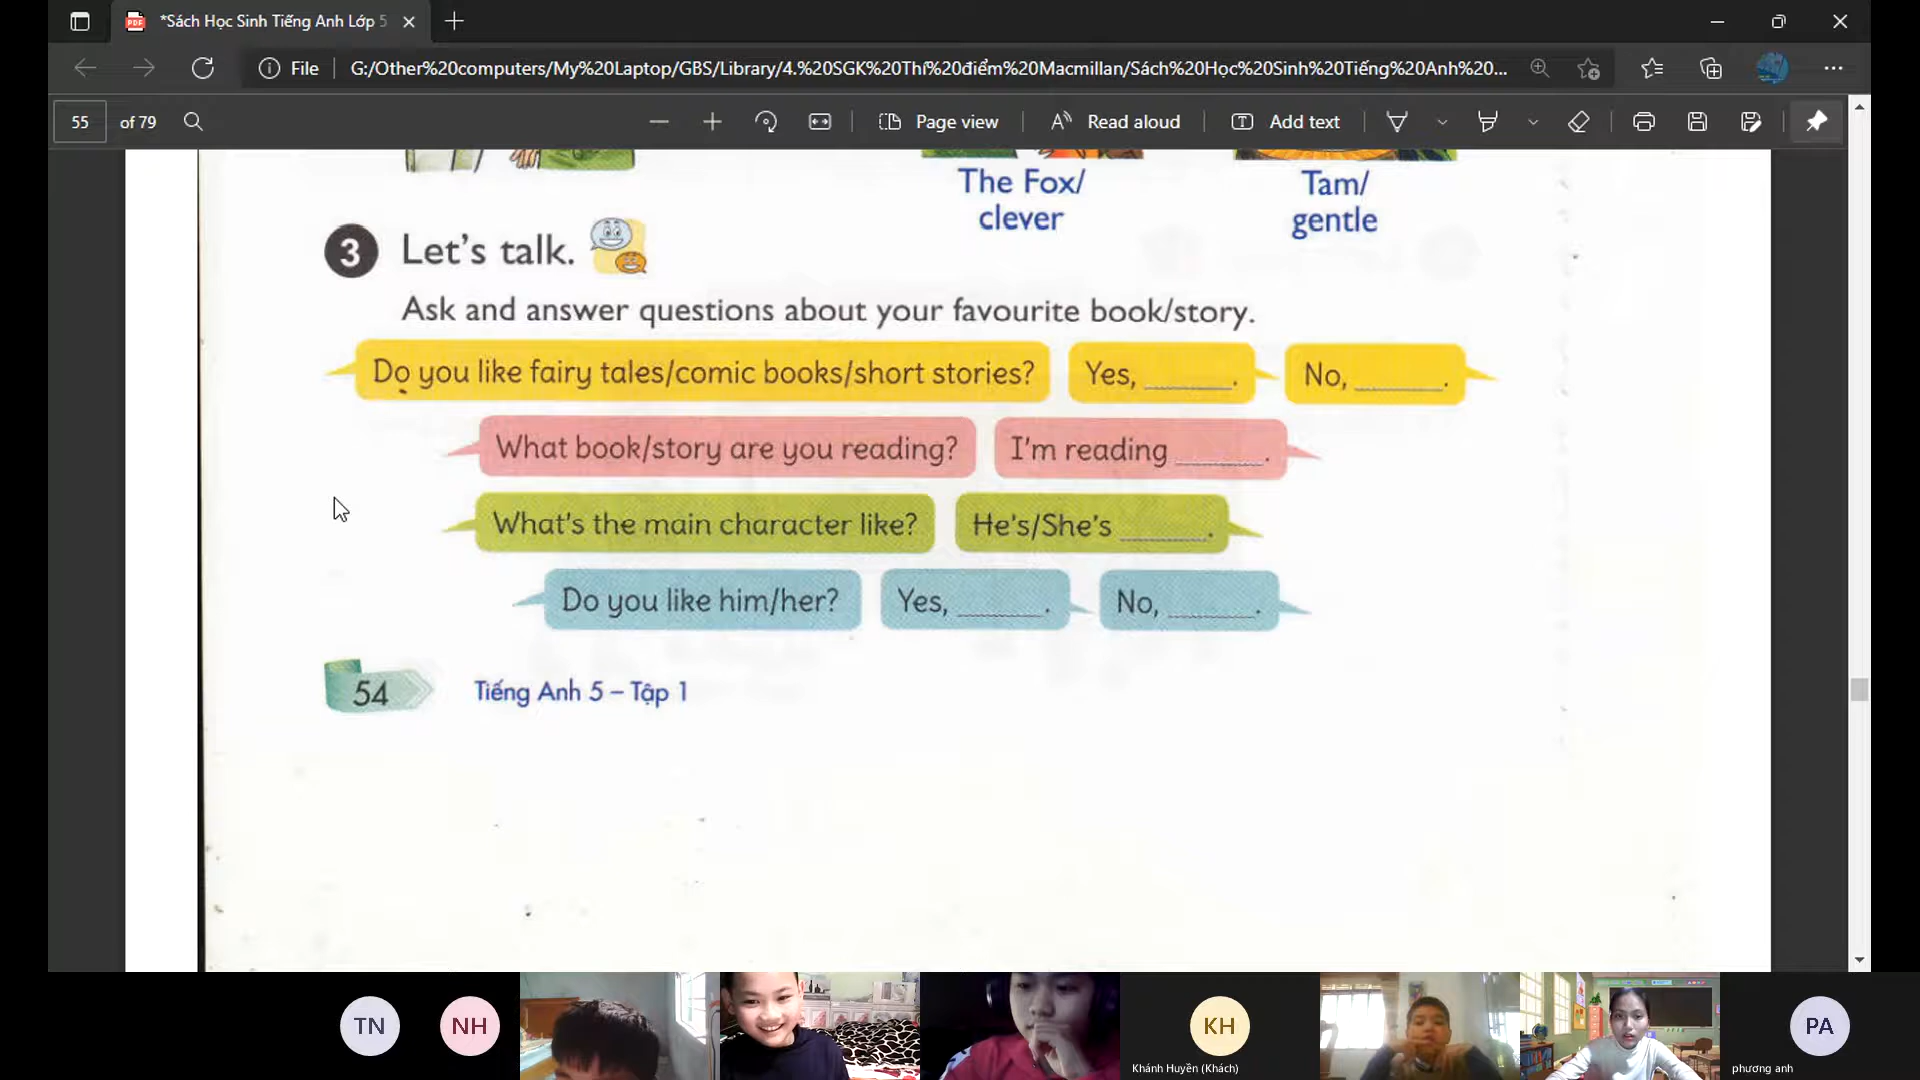 *Sách Học Sinh Tiếng Anh Lớp 5
File
G:/Other%20computers/My%20Laptop/GBS/Library/4.%20SGK%20Thí%20điểm%20Macmillan/Sách%20Học%20Sinh%20Tiếng%20Anh%20...
55 of 79
Page view
Read aloud
Add text
The Fox/
clever
Tam/
gentle
3 Let's talk.
Ask and answer questions about your favourite book/story.
Do you like fairy tales/comic books/short stories? Yes, ______. No, ______.
What book/story are you reading? I'm reading ______.
What's the main character like? He's/She's ______.
Do you like him/her? Yes, ______. No, ______.
54 Tiếng Anh 5 – Tập 1
TN NH KH PA
Khánh Huyền (Khách) phương anh